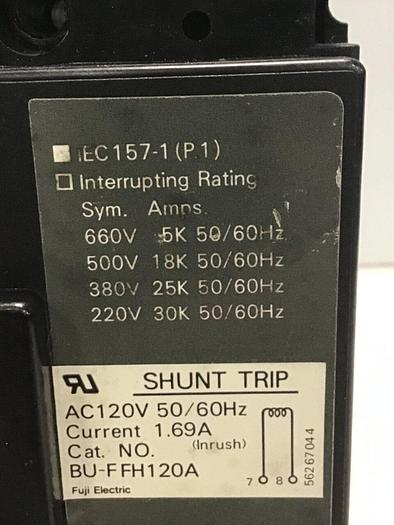 IEC157-1(P.1)
Interrupting Rating
Sym. Amps.
660V 5K 50/60Hz
500V 18K 50/60Hz
380V 25K 50/60Hz
220V 30K 50/60Hz
SHUNT TRIP
AC120V 50/60Hz
Current 1.69A
(Inrush)
Cat. NO.
BU-FFH120A
Fuji Electric
7 8
56267044